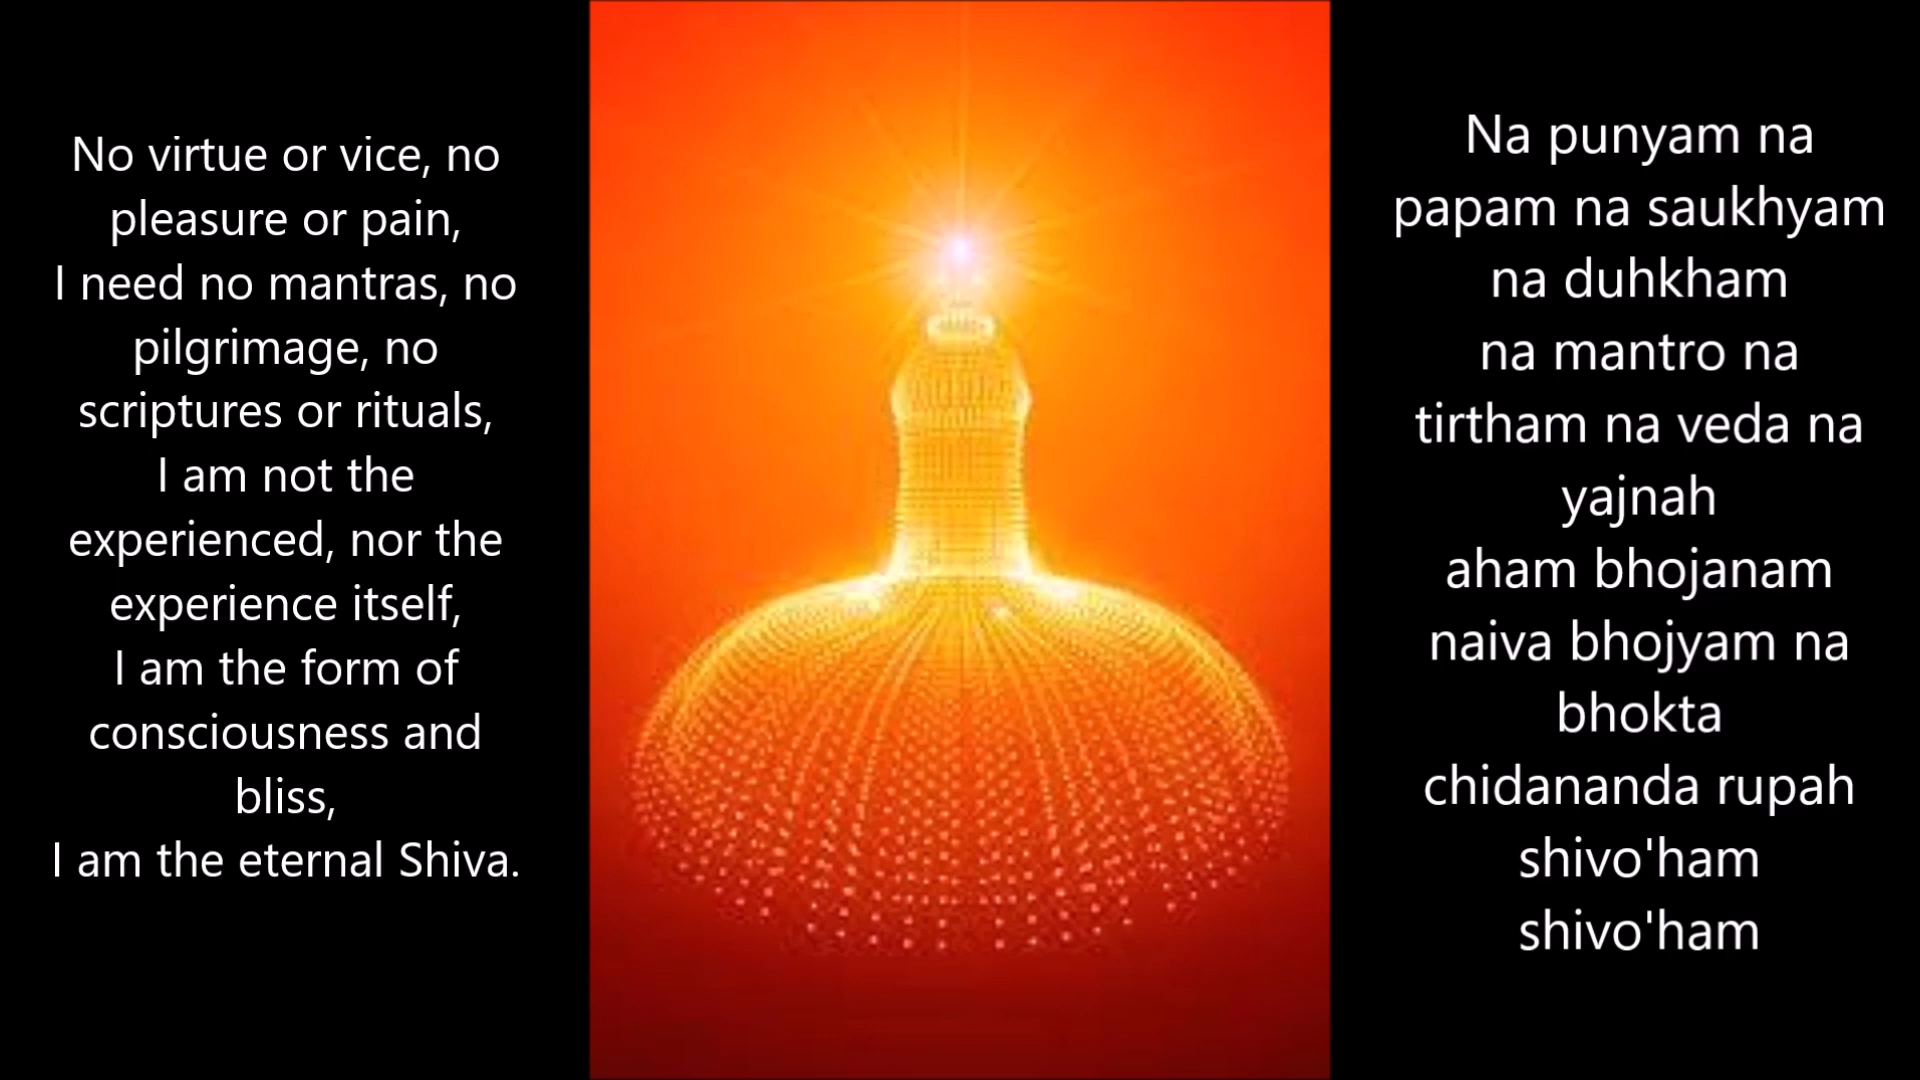 No virtue or vice, no
pleasure or pain,
I need no mantras, no
pilgrimage, no
scriptures or rituals,
I am not the
experienced, nor the
experience itself,
I am the form of
consciousness and
bliss,
I am the eternal Shiva.
Na punyam na
papam na saukhyam
na duhkham
na mantro na
tirtham na veda na
yajnah
aham bhojanam
naiva bhojyam na
bhokta
chidananda rupah
shivo'ham
shivo'ham